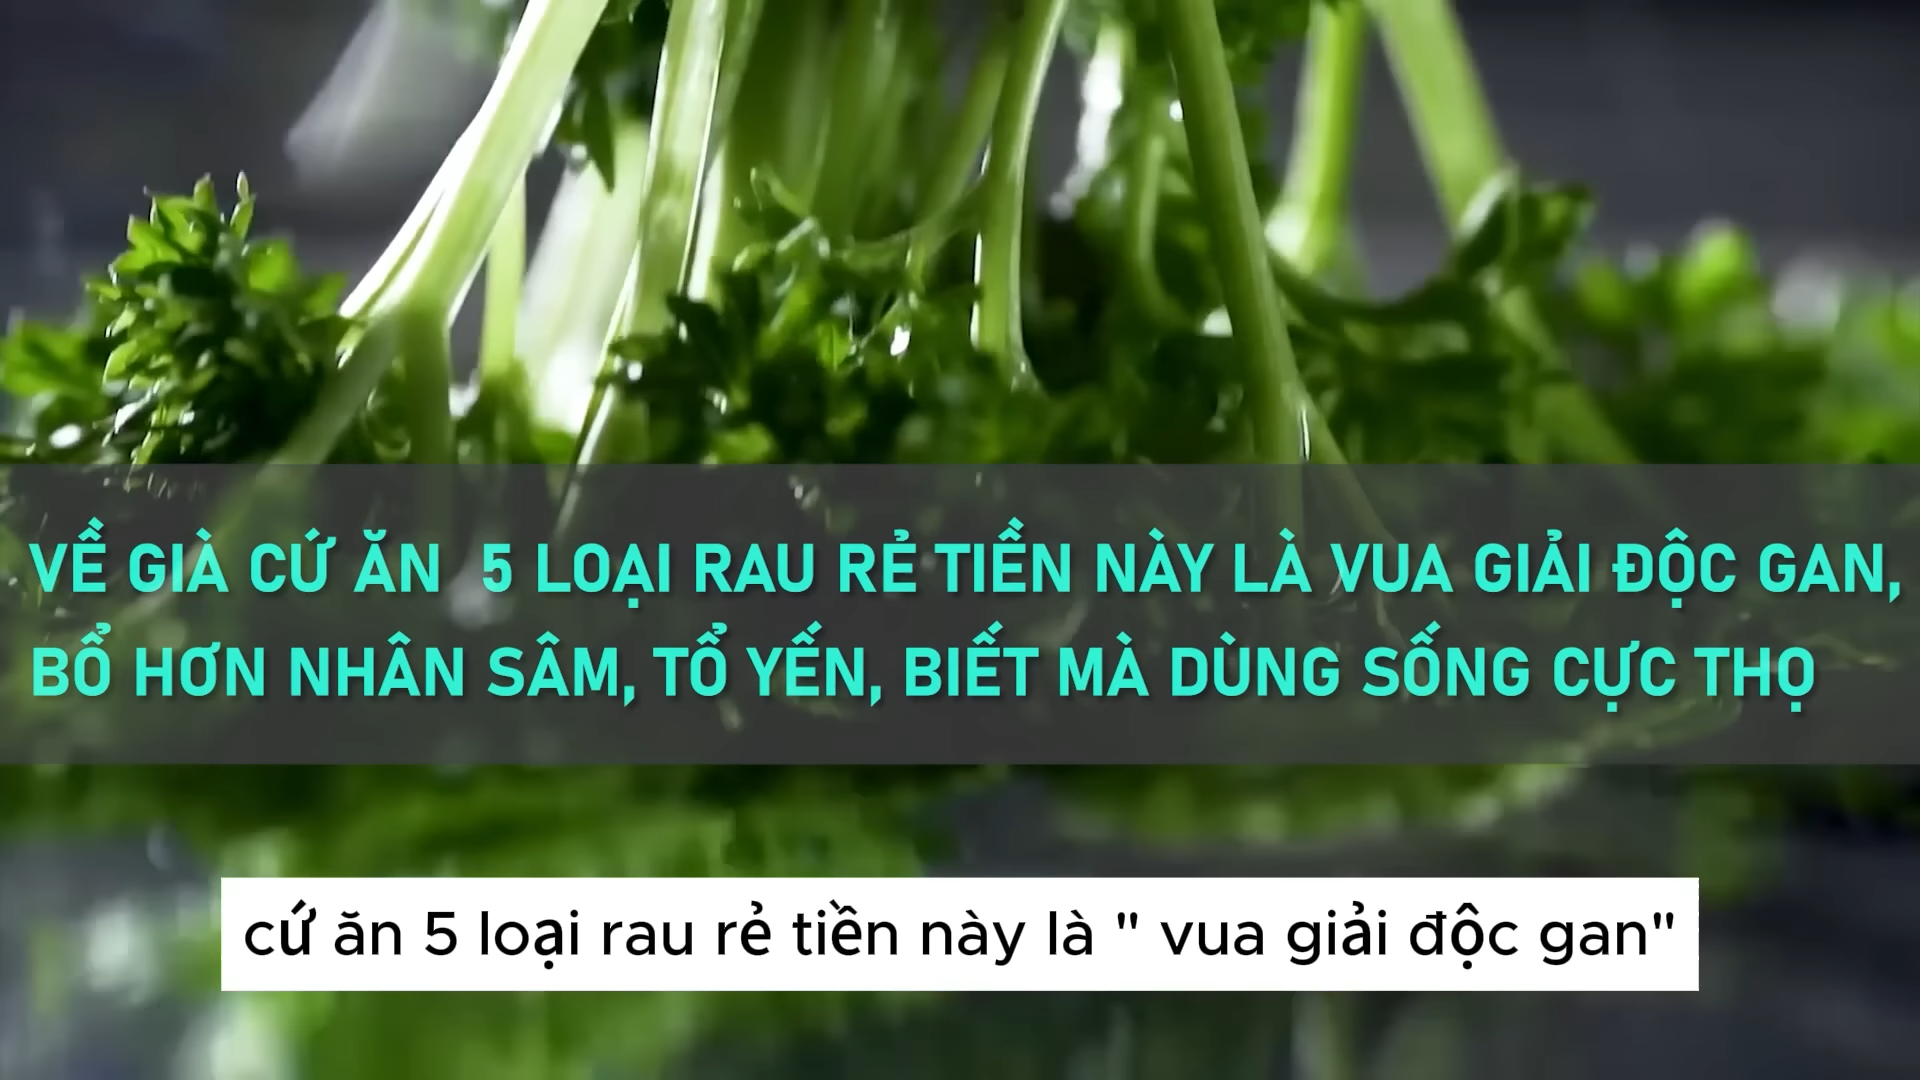 VỀ GIÀ CỨ ĂN 5 LOẠI RAU RẺ TIỀN NÀY LÀ VUA GIẢI ĐỘC GAN,
BỔ HƠN NHÂN SÂM, TỔ YẾN, BIẾT MÀ DÙNG SỐNG CỰC THỌ
cứ ăn 5 loại rau rẻ tiền này là " vua giải độc gan"